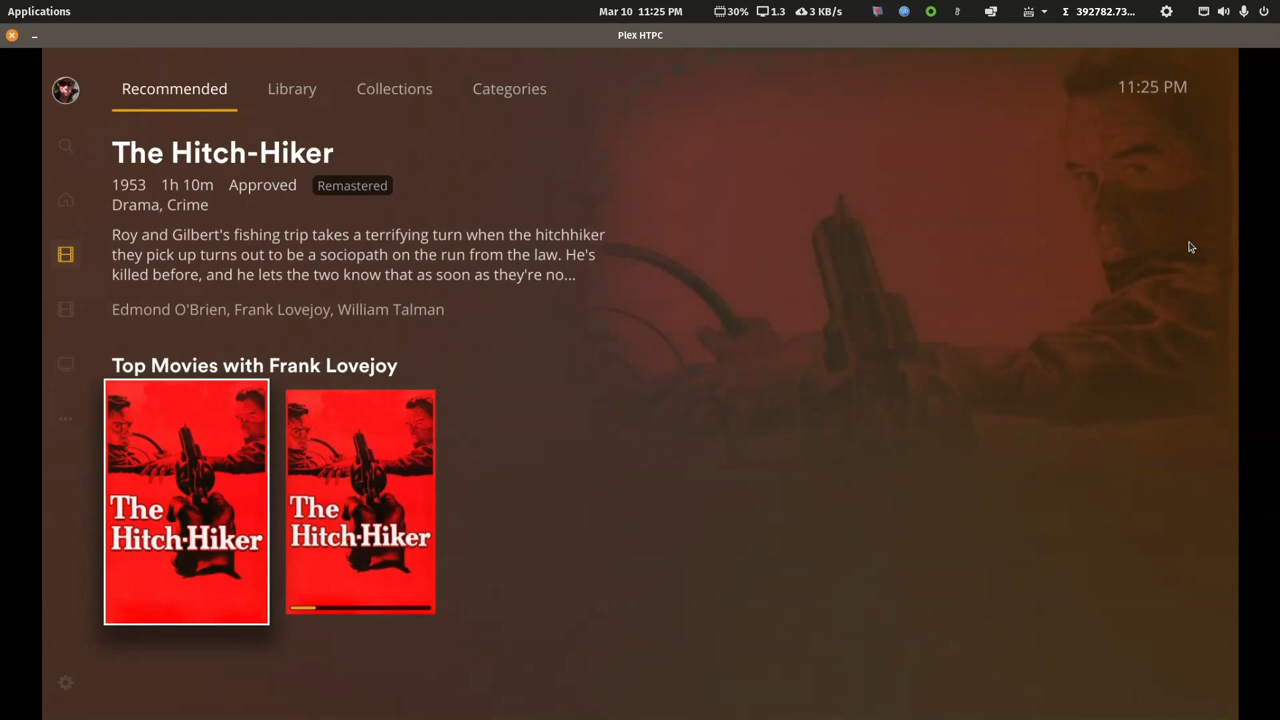 Applications
Mar 10 11:25 PM
30%
1.3
3 KB/s
Σ 392782.73...
Plex HTPC
Recommended
Library
Collections
Categories
11:25 PM
The Hitch-Hiker
1953 1h 10m Approved Remastered
Drama, Crime
Roy and Gilbert's fishing trip takes a terrifying turn when the hitchhiker
they pick up turns out to be a sociopath on the run from the law. He's
killed before, and he lets the two know that as soon as they're no...
Edmond O'Brien, Frank Lovejoy, William Talman
Top Movies with Frank Lovejoy
The
Hitch-Hiker
The
Hitch-Hiker